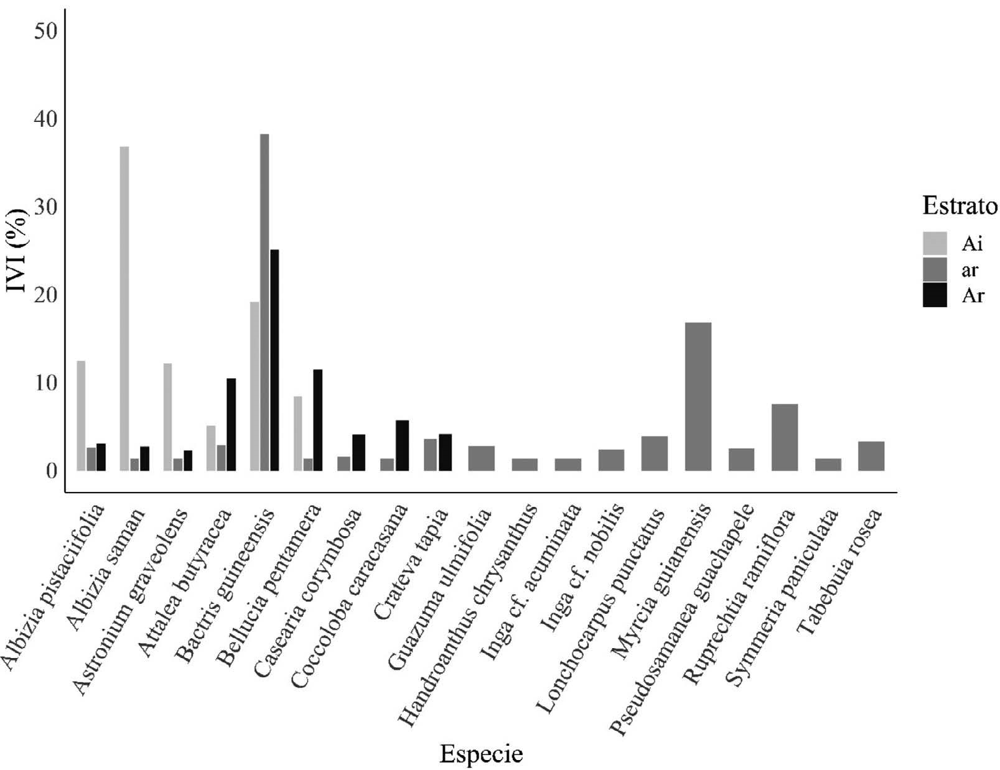 50
40
30
20
10
0
IVI (%)
Estrato
Ai
ar
Ar
Albizia pistaciifolia
Albizia saman
Astronium graveolens
Attalea butyracea
Bactris guineensis
Bellucia pentamera
Casearia corymbosa
Coccoloba caracasana
Crateva tapia
Guazuma ulmifolia
Handroanthus chrysanthus
Inga cf. acuminata
Inga cf. nobilis
Lonchocarpus punctatus
Myrcia guianensis
Pseudosamanea guachapele
Ruprechtia ramiflora
Symmeria paniculata
Tabebuia rosea
Especie